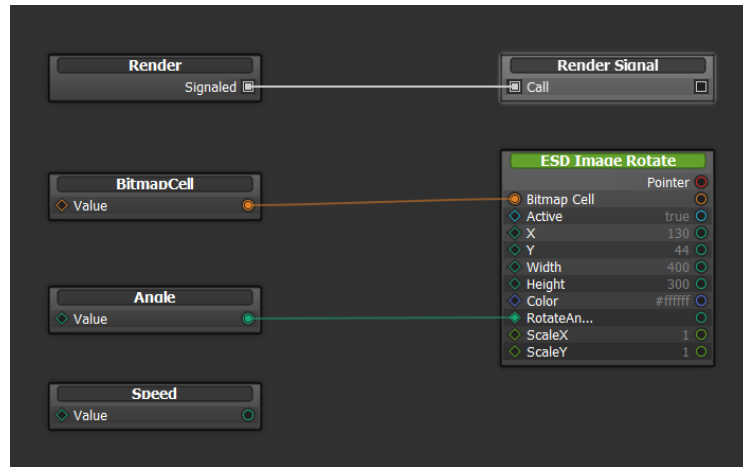 Render
Signaled
Render Signal
Call
BitmapCell
Value
ESD Image Rotate
Pointer
Bitmap Cell
Active true
X 130
Y 44
Width 400
Height 300
Color #ffffff
RotateAn...
ScaleX 1
ScaleY 1
Angle
Value
Speed
Value